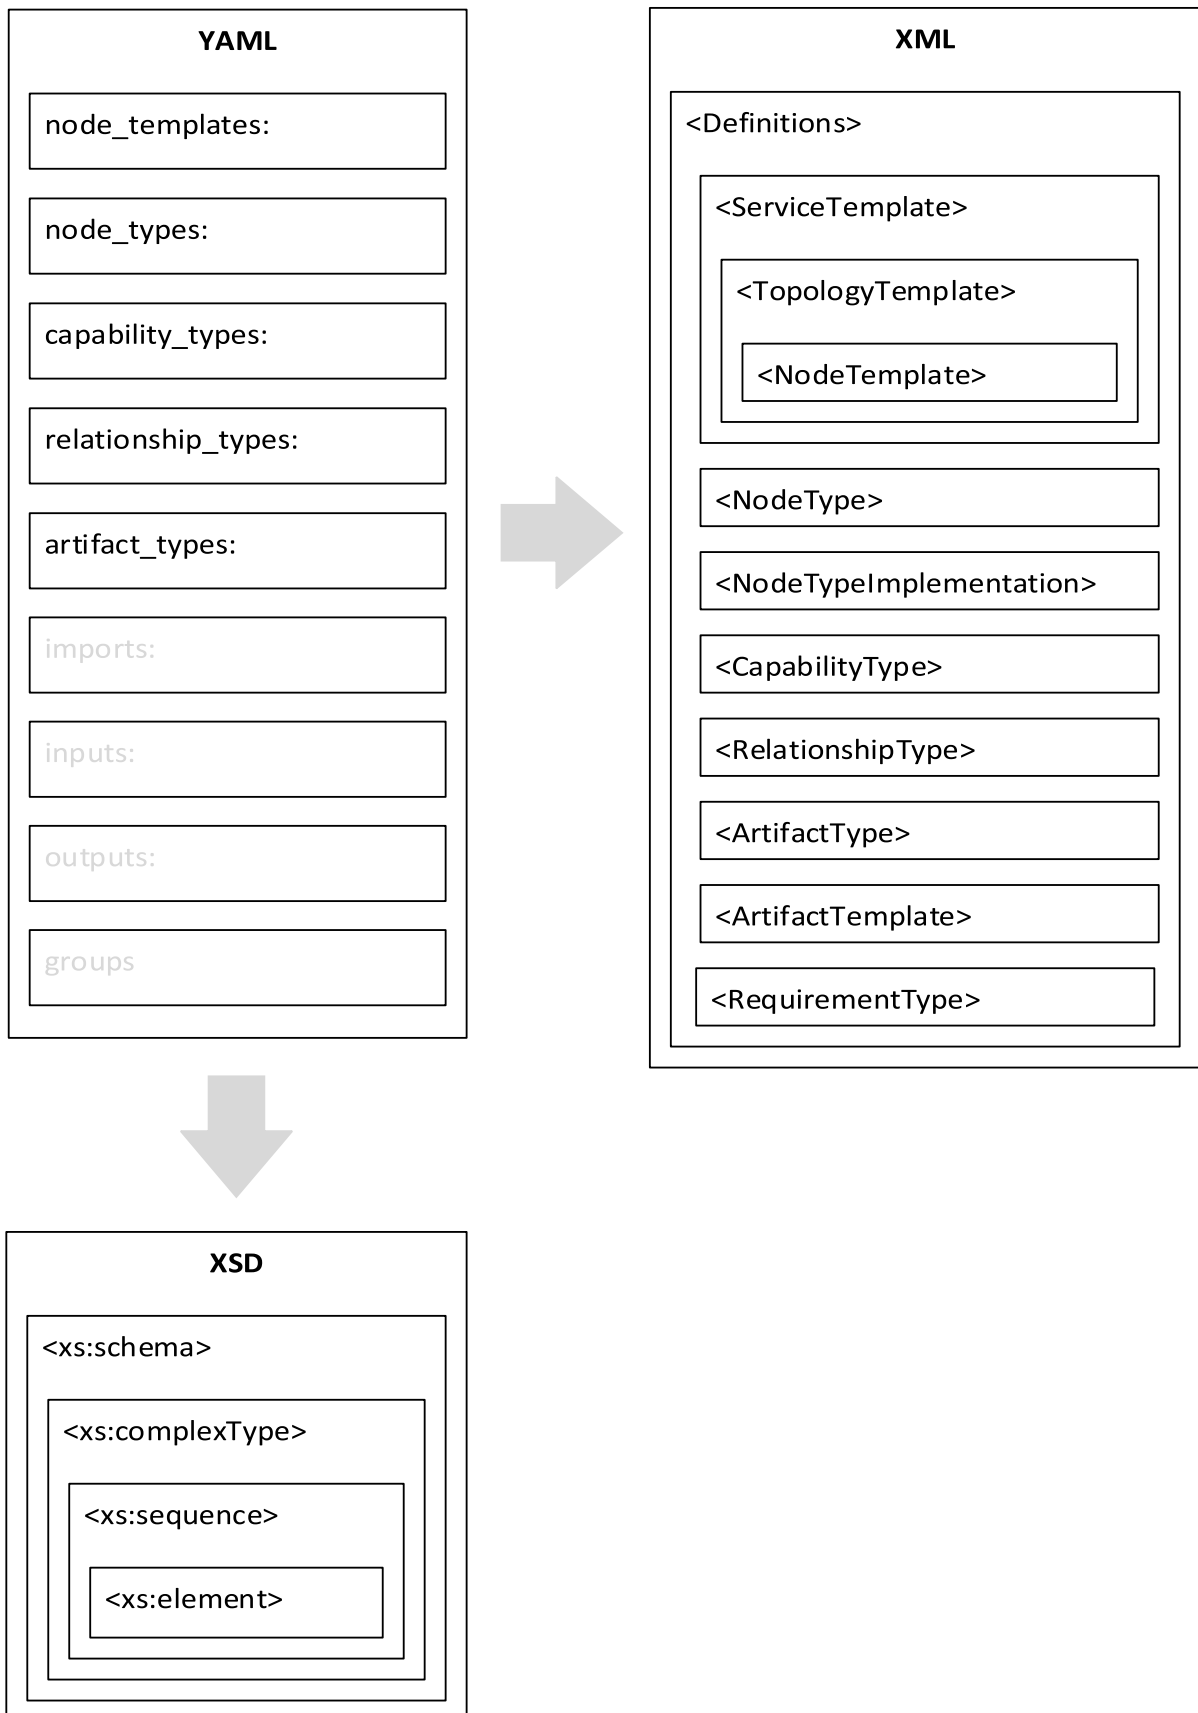 YAML
node_templates:
node_types:
capability_types:
relationship_types:
artifact_types:
imports:
inputs:
outputs:
groups
XML
<Definitions>
<ServiceTemplate>
<TopologyTemplate>
<NodeTemplate>
<NodeType>
<NodeTypeImplementation>
<CapabilityType>
<RelationshipType>
<ArtifactType>
<ArtifactTemplate>
<RequirementType>
XSD
<xs:schema>
<xs:complexType>
<xs:sequence>
<xs:element>